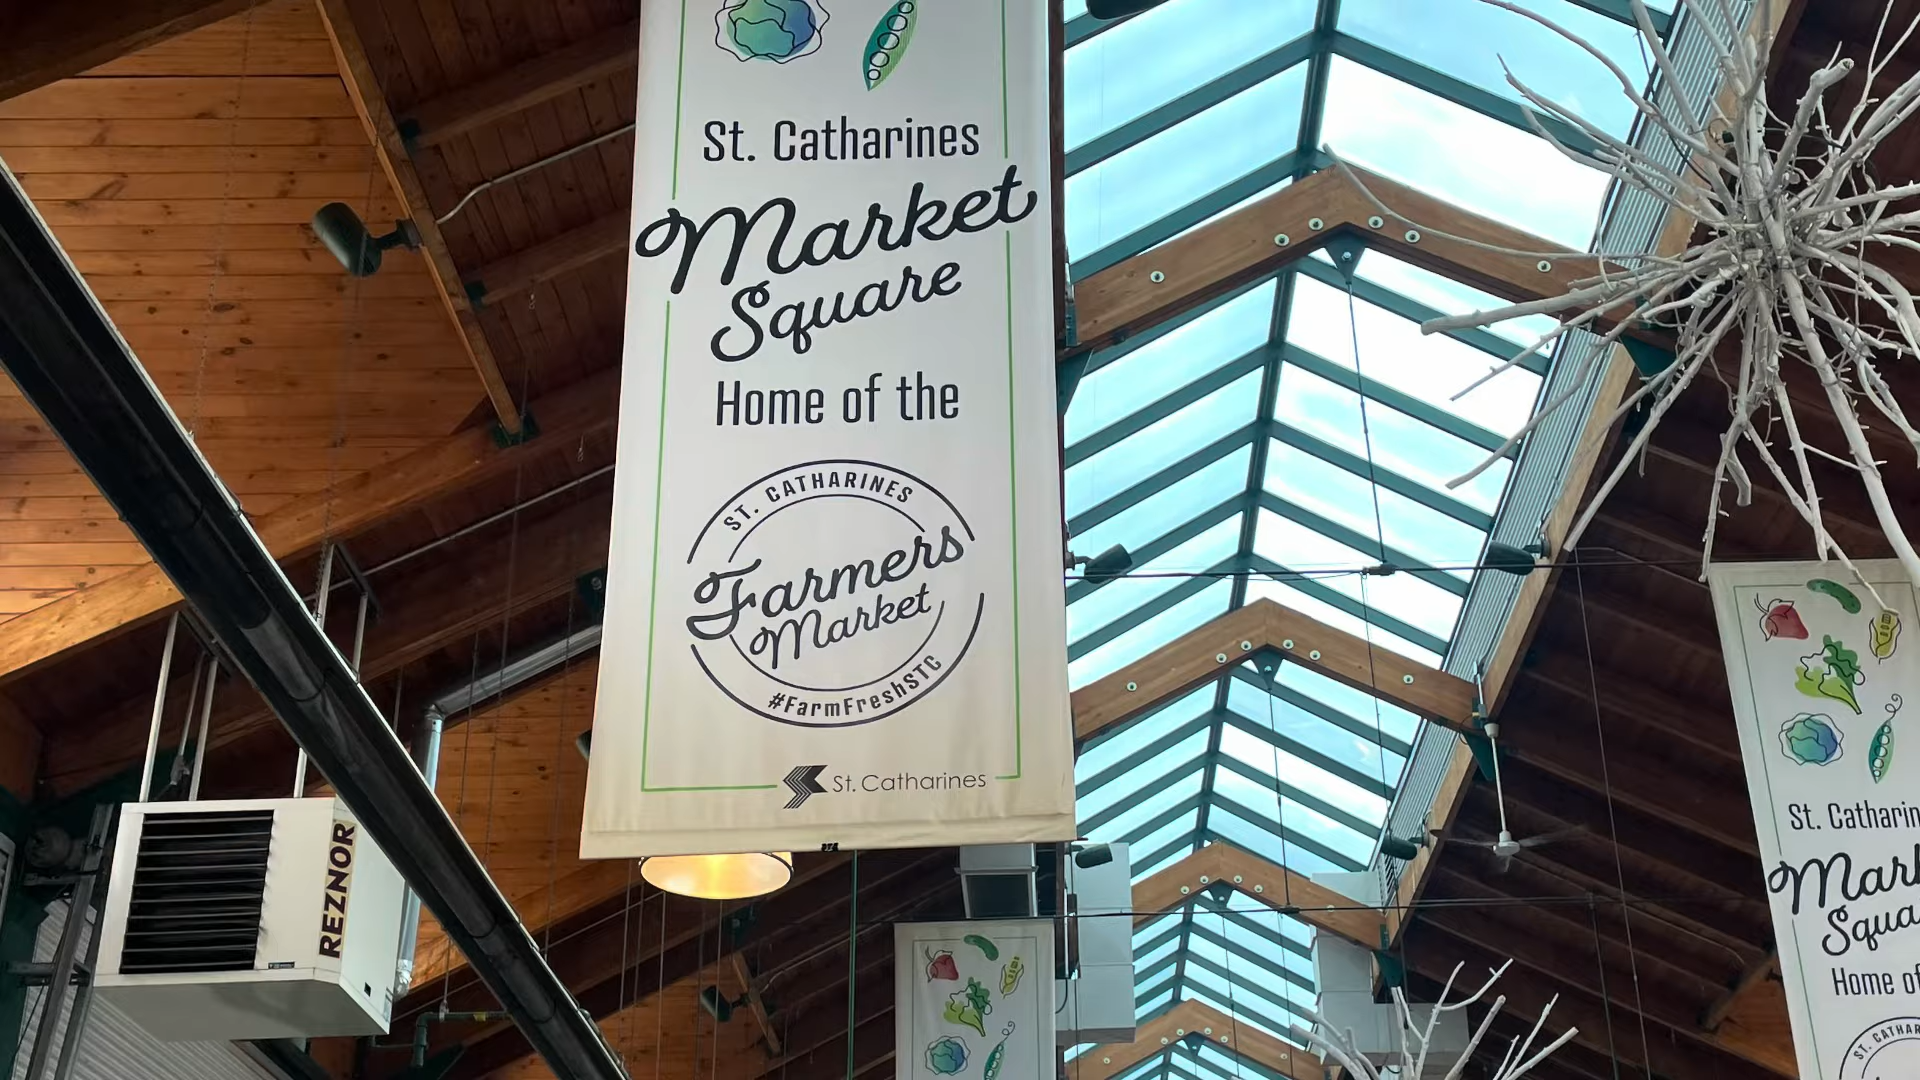 St. Catharines
Market
Square
Home of the
ST. CATHARINES
Farmers
Market
#FarmFreshSTC
St. Catharines
REZNOR
St. Catharin
Mark
Squa
Home of
ST. CATHAR